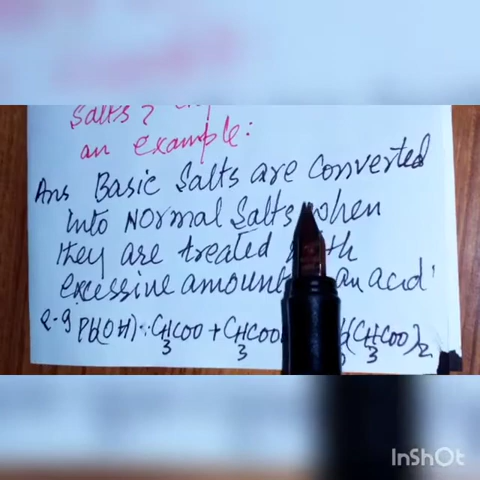 Salts?
an example:
Ans Basic Salts are converted
into Normal Salts when
they are treated with
excessive amount an acid
e-g Pb(OH)·CH3COO + CH3COO (CH3COO)2
InShOt